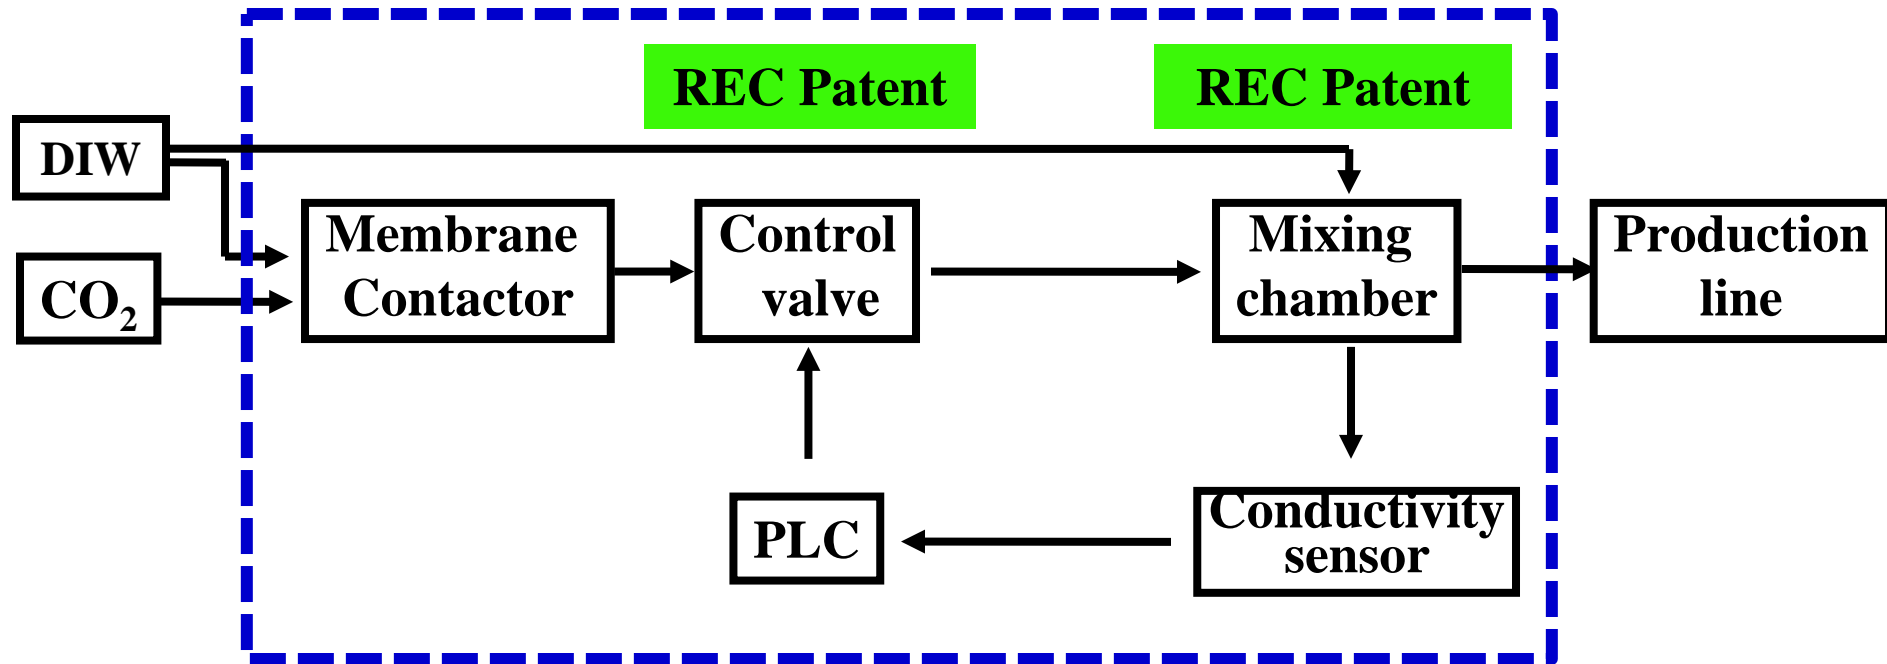 REC Patent
REC Patent
DIW
Membrane
Contactor
Control
valve
Mixing
chamber
Production
line
CO₂
PLC
Conductivity
sensor